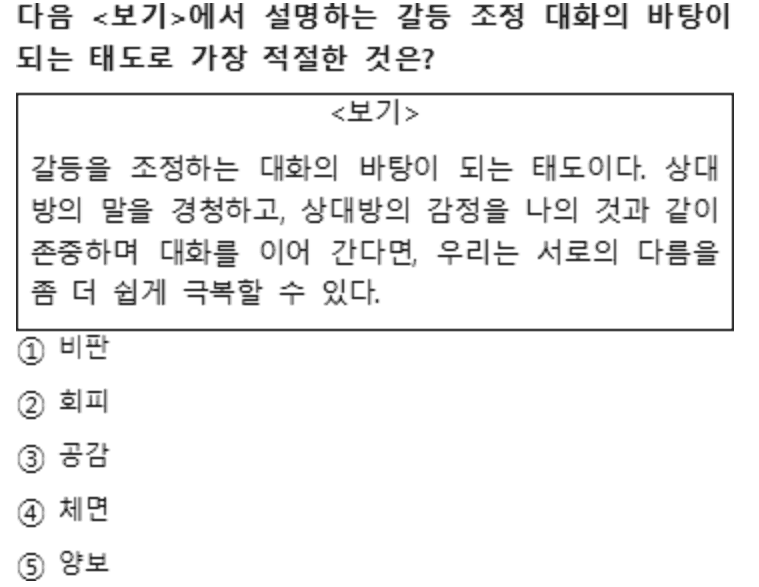 다음 <보기>에서 설명하는 갈등 조정 대화의 바탕이
되는 태도로 가장 적절한 것은?
<보기>
갈등을 조정하는 대화의 바탕이 되는 태도이다. 상대
방의 말을 경청하고, 상대방의 감정을 나의 것과 같이
존중하며 대화를 이어 간다면, 우리는 서로의 다름을
좀 더 쉽게 극복할 수 있다.
① 비판
② 회피
③ 공감
④ 체면
⑤ 양보